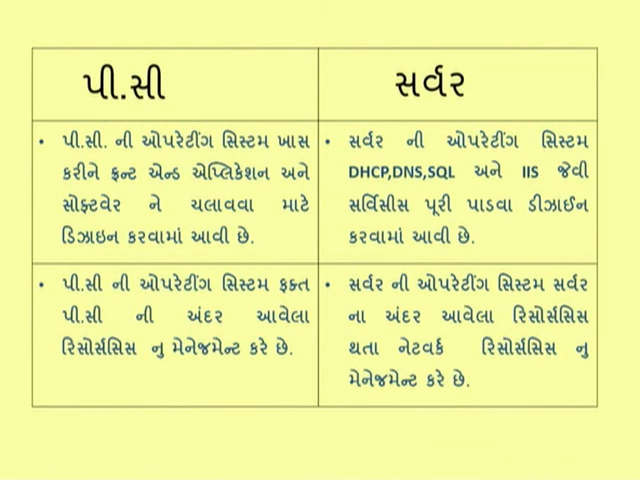 પી.સી
સર્વર
• પી.સી. ની ઓપરેટીંગ સિસ્ટમ ખાસ
કરીને ફ્રન્ટ એન્ડ એપ્લિકેશન અને
સોફ્ટવેર ને ચલાવવા માટે
ડિઝાઇન કરવામાં આવી છે.
• સર્વર ની ઓપરેટીંગ સિસ્ટમ
DHCP,DNS,SQL અને IIS જેવી
સર્વિસીસ પૂરી પાડવા ડીઝાઈન
કરવામાં આવી છે.
• પી.સી ની ઓપરેટીંગ સિસ્ટમ ફક્ત
પી.સી ની અંદર આવેલા
રિસોર્સસિસ નુ મેનેજમેન્ટ કરે છે.
• સર્વર ની ઓપરેટીંગ સિસ્ટમ સર્વર
ના અંદર આવેલા રિસોર્સસિસ
થતા નેટવર્ક રિસોર્સસિસ નુ
મેનેજમેન્ટ કરે છે.